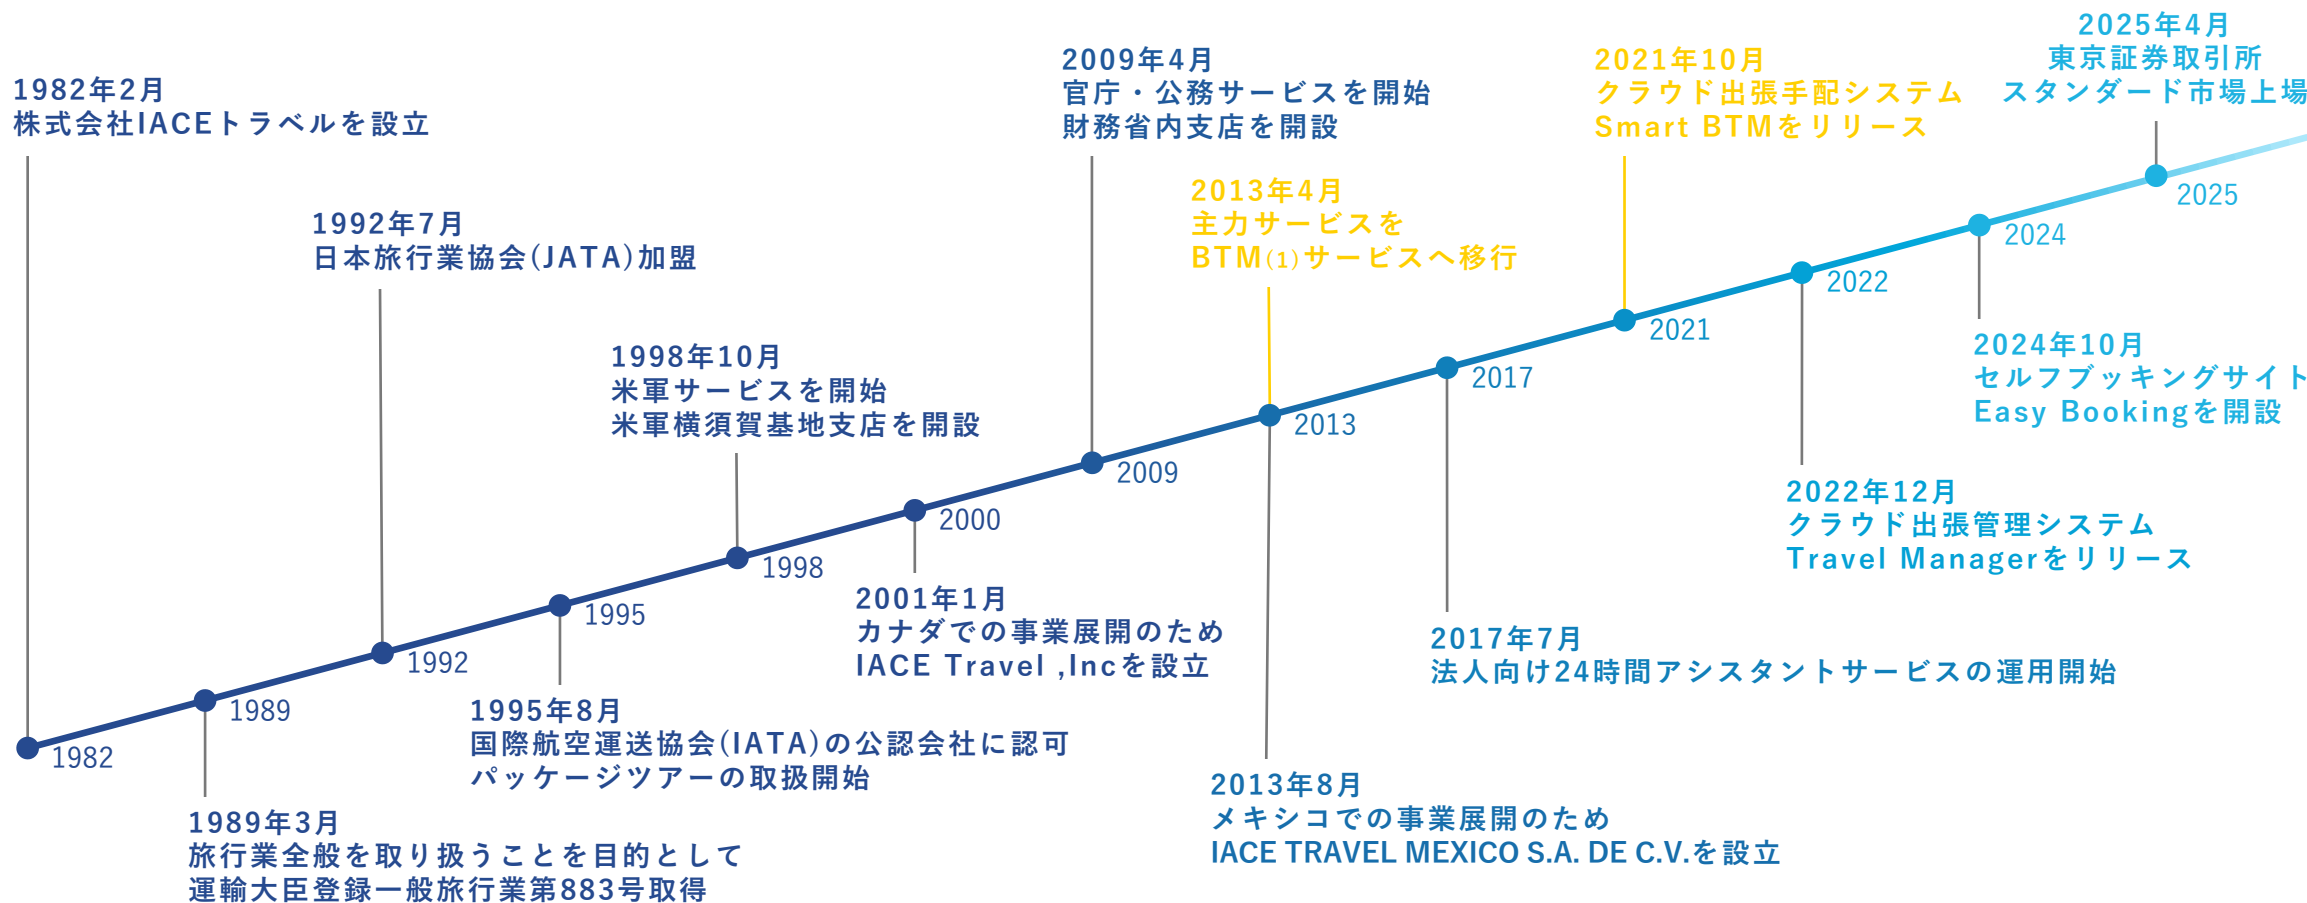 1982年2月
株式会社IACEトラベルを設立
1982
1989年3月
旅行業全般を取り扱うことを目的として
運輸大臣登録一般旅行業第883号取得
1989
1992年7月
日本旅行業協会(JATA)加盟
1992
1995年8月
国際航空運送協会(IATA)の公認会社に認可
パッケージツアーの取扱開始
1995
1998年10月
米軍サービスを開始
米軍横須賀基地支店を開設
1998
2001年1月
カナダでの事業展開のため
IACE Travel ,Incを設立
2000
2009年4月
官庁・公務サービスを開始
財務省内支店を開設
2009
2013年4月
主力サービスを
BTM(1)サービスへ移行
2013
2013年8月
メキシコでの事業展開のため
IACE TRAVEL MEXICO S.A. DE C.V.を設立
2017
2017年7月
法人向け24時間アシスタントサービスの運用開始
2021年10月
クラウド出張手配システム
Smart BTMをリリース
2021
2022
2022年12月
クラウド出張管理システム
Travel Managerをリリース
2024
2024年10月
セルフブッキングサイト
Easy Bookingを開設
2025年4月
東京証券取引所
スタンダード市場上場
2025